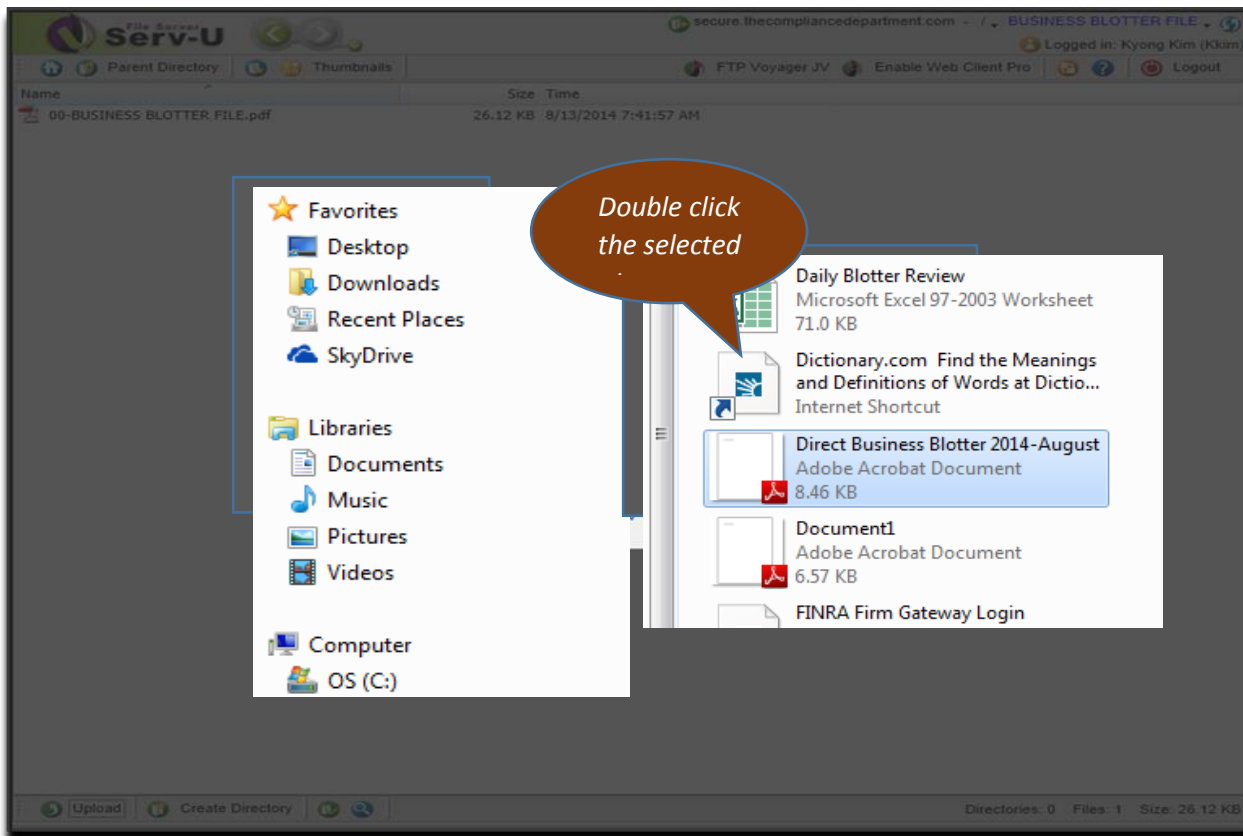 File Server
Serv-U
secure.thecompliancedepartment.com - / BUSINESS BLOTTER FILE
Logged in: Kyong Kim (Kkim)
Parent Directory Thumbnails FTP Voyager JV Enable Web Client Pro Logout
Name Size Time
00-BUSINESS BLOTTER FILE.pdf 26.12 KB 8/13/2014 7:41:57 AM
Favorites
Desktop
Downloads
Recent Places
SkyDrive
Libraries
Documents
Music
Pictures
Videos
Computer
OS (C:)
Double click
the selected
Daily Blotter Review
Microsoft Excel 97-2003 Worksheet
71.0 KB
Dictionary.com Find the Meanings
and Definitions of Words at Dictio...
Internet Shortcut
Direct Business Blotter 2014-August
Adobe Acrobat Document
8.46 KB
Document1
Adobe Acrobat Document
6.57 KB
FINRA Firm Gateway Login
Upload Create Directory Directories: 0 Files: 1 Size: 26.12 KB